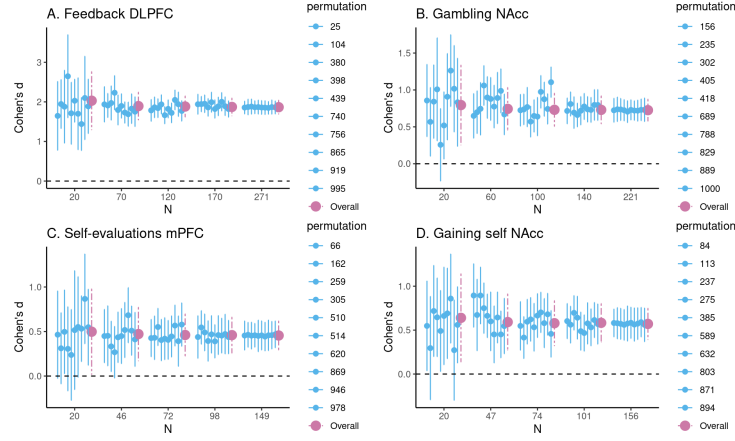 A. Feedback DLPFC
Cohen's d
3
2
1
0
20 70 120 170 271
N
permutation
25
104
380
398
439
740
756
865
919
995
Overall
B. Gambling NAcc
Cohen's d
1.5
1.0
0.5
0.0
20 60 100 140 221
N
permutation
156
235
302
405
418
689
788
829
889
1000
Overall
C. Self-evaluations mPFC
Cohen's d
1.0
0.5
0.0
20 46 72 98 149
N
permutation
66
162
259
305
510
514
620
869
946
978
Overall
D. Gaining self NAcc
Cohen's d
1.0
0.5
0.0
20 47 74 101 156
N
permutation
84
113
237
275
385
589
632
803
871
894
Overall